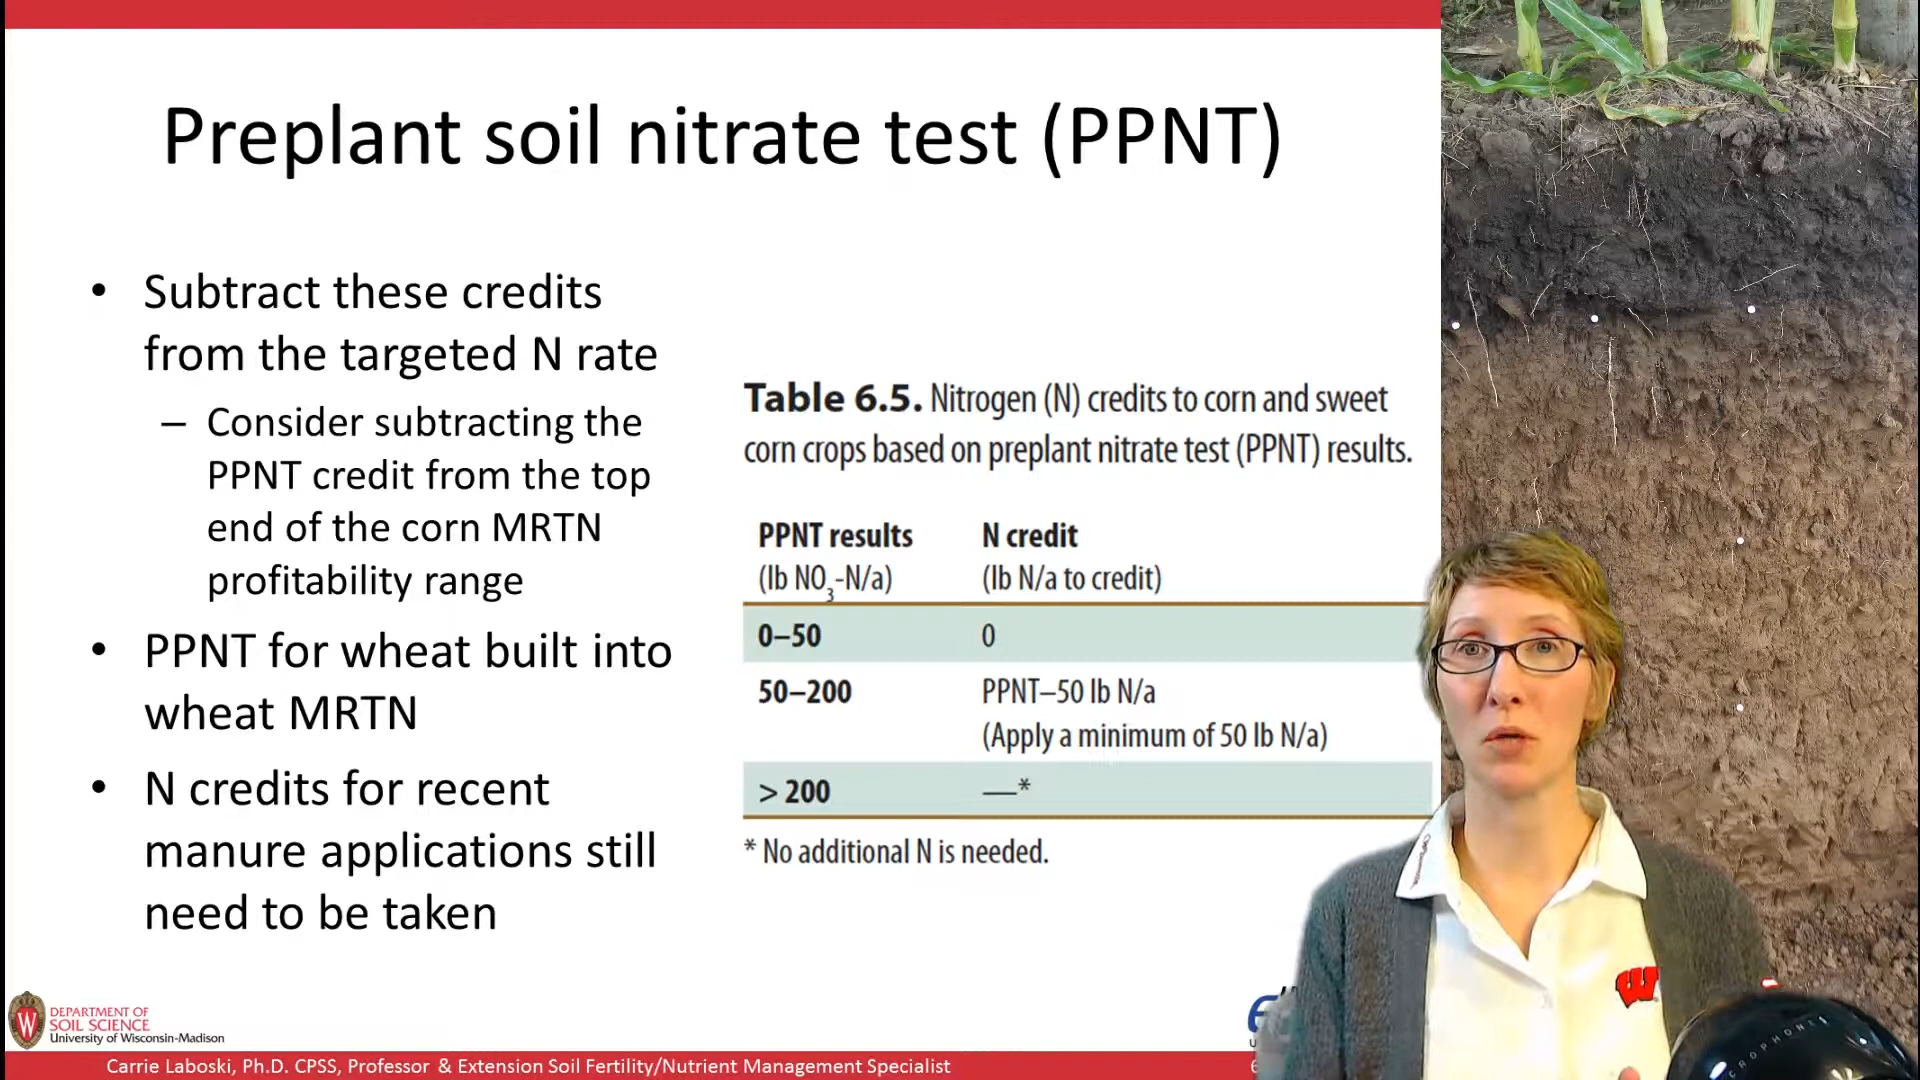 Preplant soil nitrate test (PPNT)
• Subtract these credits
from the targeted N rate
– Consider subtracting the
PPNT credit from the top
end of the corn MRTN
profitability range
• PPNT for wheat built into
wheat MRTN
• N credits for recent
manure applications still
need to be taken
Table 6.5. Nitrogen (N) credits to corn and sweet
corn crops based on preplant nitrate test (PPNT) results.
PPNT results N credit
(lb NO3-N/a) (lb N/a to credit)
0–50 0
50–200 PPNT–50 lb N/a
(Apply a minimum of 50 lb N/a)
> 200 —*
* No additional N is needed.
W
DEPARTMENT OF
SOIL SCIENCE
University of Wisconsin-Madison
W
Carrie Laboski, Ph.D. CPSS, Professor & Extension Soil Fertility/Nutrient Management Specialist